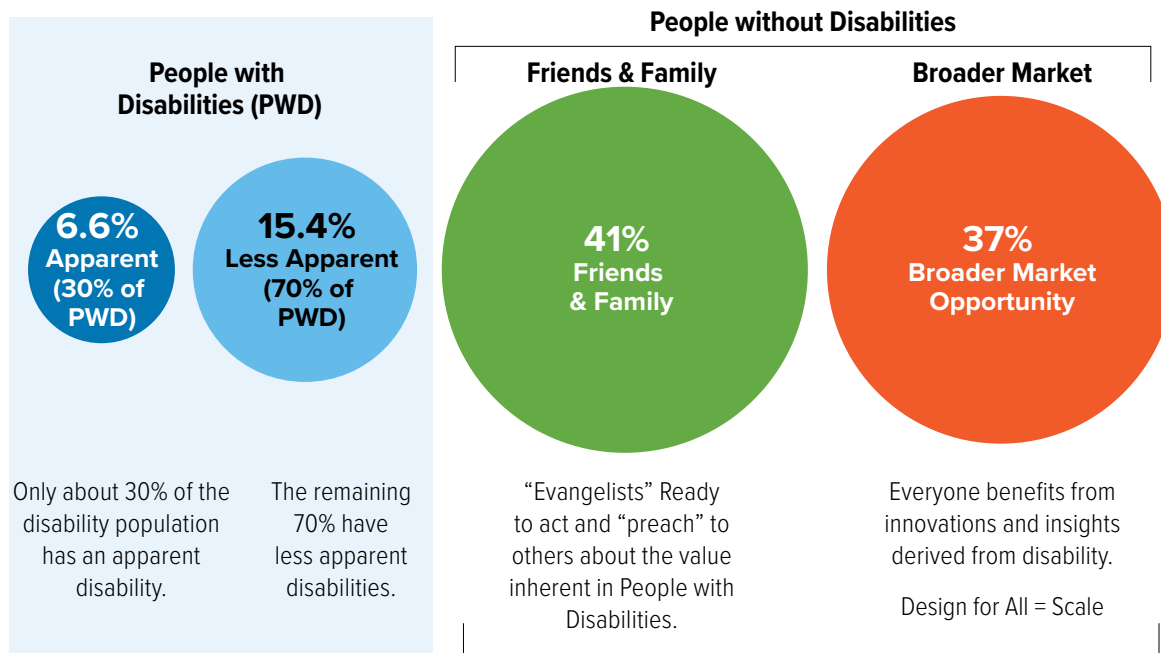 People without Disabilities
People with
Disabilities (PWD)
Friends & Family
Broader Market
6.6%
Apparent
(30% of
PWD)
15.4%
Less Apparent
(70% of
PWD)
41%
Friends
& Family
37%
Broader Market
Opportunity
Only about 30% of the
disability population
has an apparent
disability.
The remaining
70% have
less apparent
disabilities.
“Evangelists” Ready
to act and “preach” to
others about the value
inherent in People with
Disabilities.
Everyone benefits from
innovations and insights
derived from disability.
Design for All = Scale